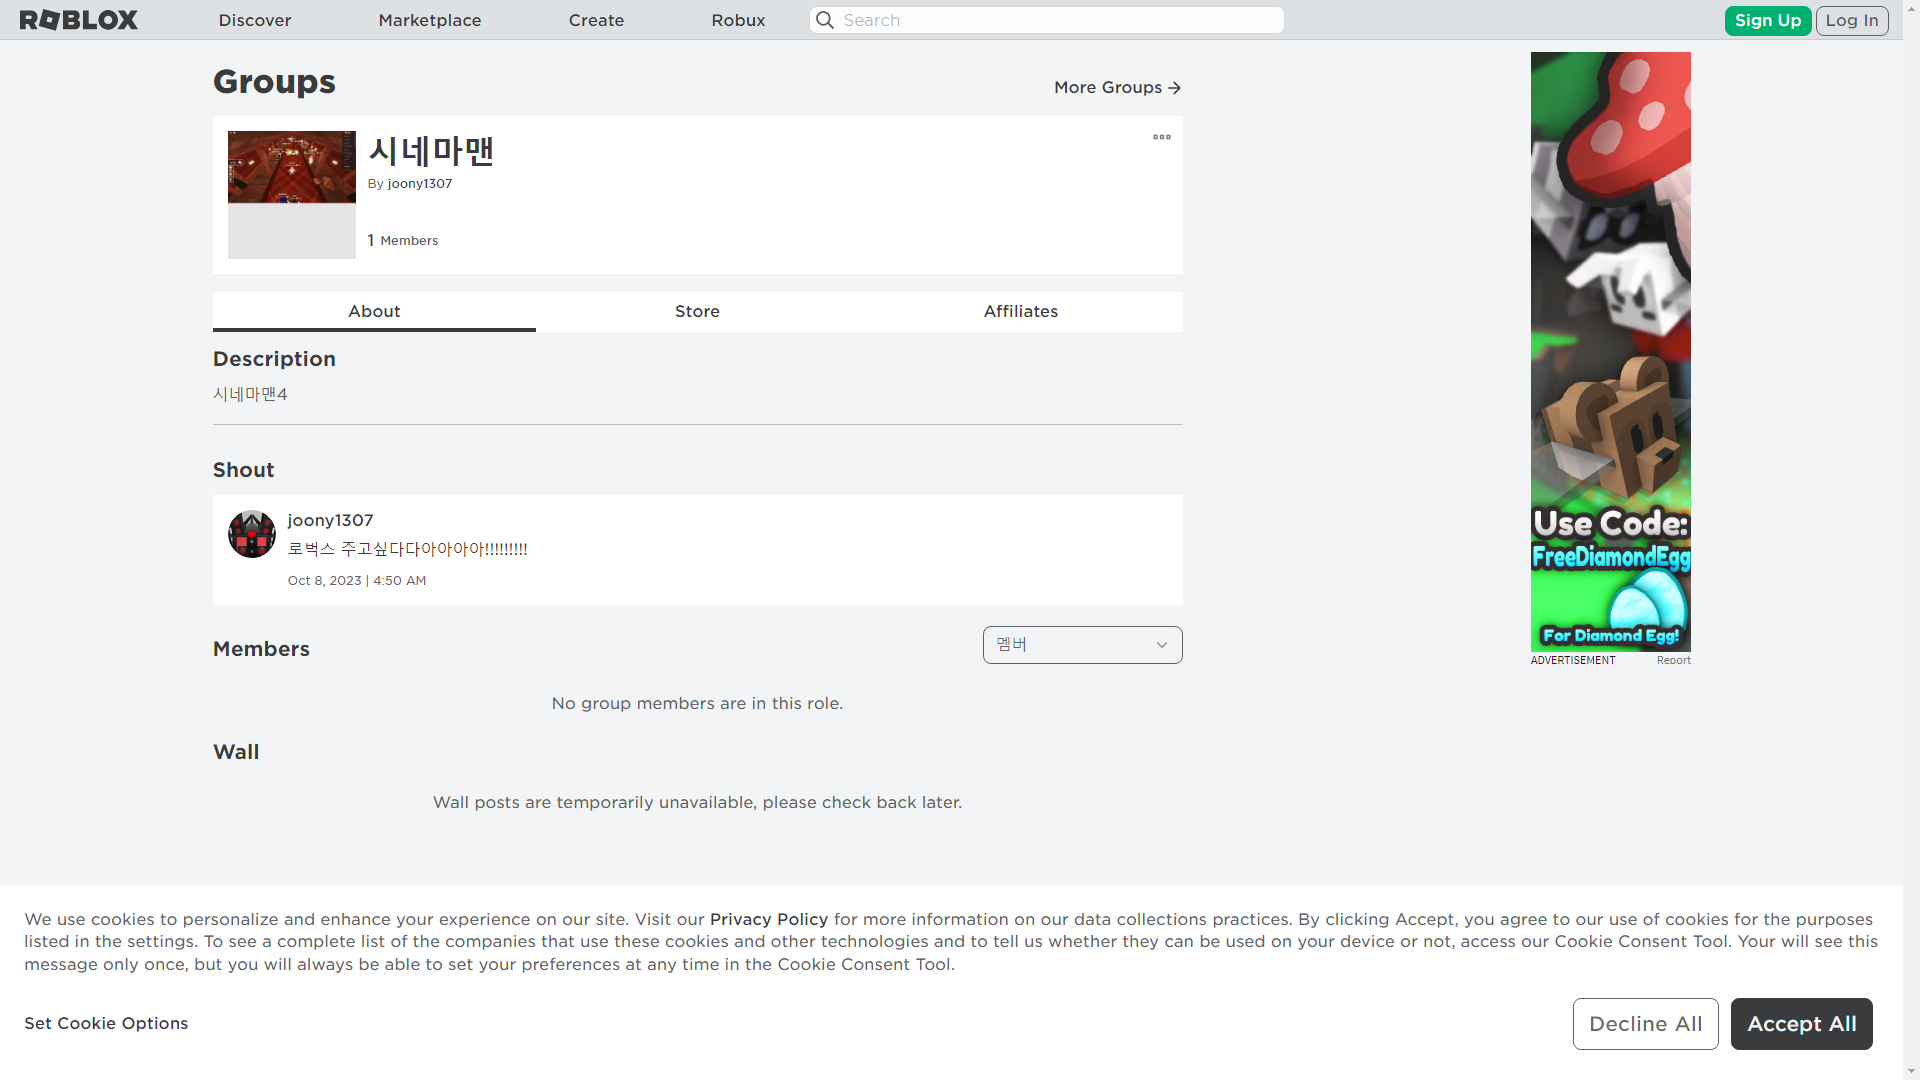 ROBLOX
Discover
Marketplace
Create
Robux
Search
Sign Up
Log In
Groups
More Groups
시네마맨
By joony1307
1 Members
About
Store
Affiliates
Description
시네마맨4
Shout
joony1307
로벅스 주고싶다다아아아아!!!!!!!!!
Oct 8, 2023 | 4:50 AM
Members
멤버
No group members are in this role.
Wall
Wall posts are temporarily unavailable, please check back later.
Use Code:
FreeDiamondEgg
For Diamond Egg!
ADVERTISEMENT
Report
We use cookies to personalize and enhance your experience on our site. Visit our Privacy Policy for more information on our data collections practices. By clicking Accept, you agree to our use of cookies for the purposes
listed in the settings. To see a complete list of the companies that use these cookies and other technologies and to tell us whether they can be used on your device or not, access our Cookie Consent Tool. Your will see this
message only once, but you will always be able to set your preferences at any time in the Cookie Consent Tool.
Set Cookie Options
Decline All
Accept All